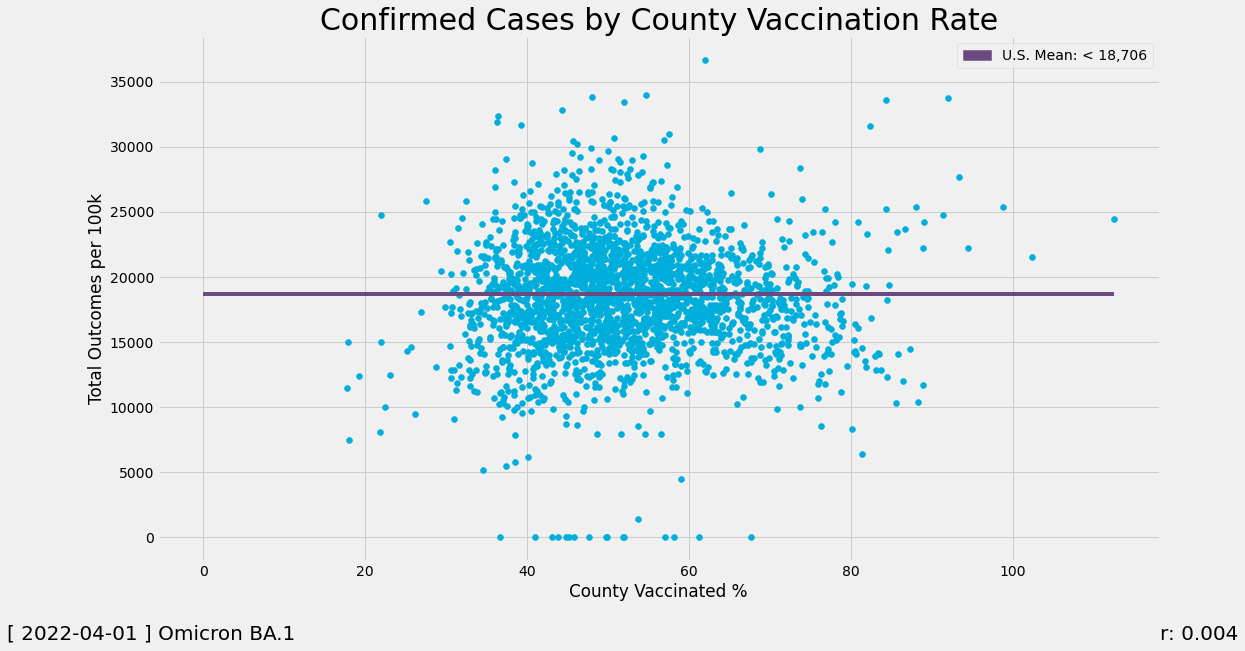 Confirmed Cases by County Vaccination Rate
U.S. Mean: < 18,706
35000
30000
25000
20000
15000
10000
5000
0
Total Outcomes per 100k
0 20 40 60 80 100
County Vaccinated %
[ 2022-04-01 ] Omicron BA.1
r: 0.004